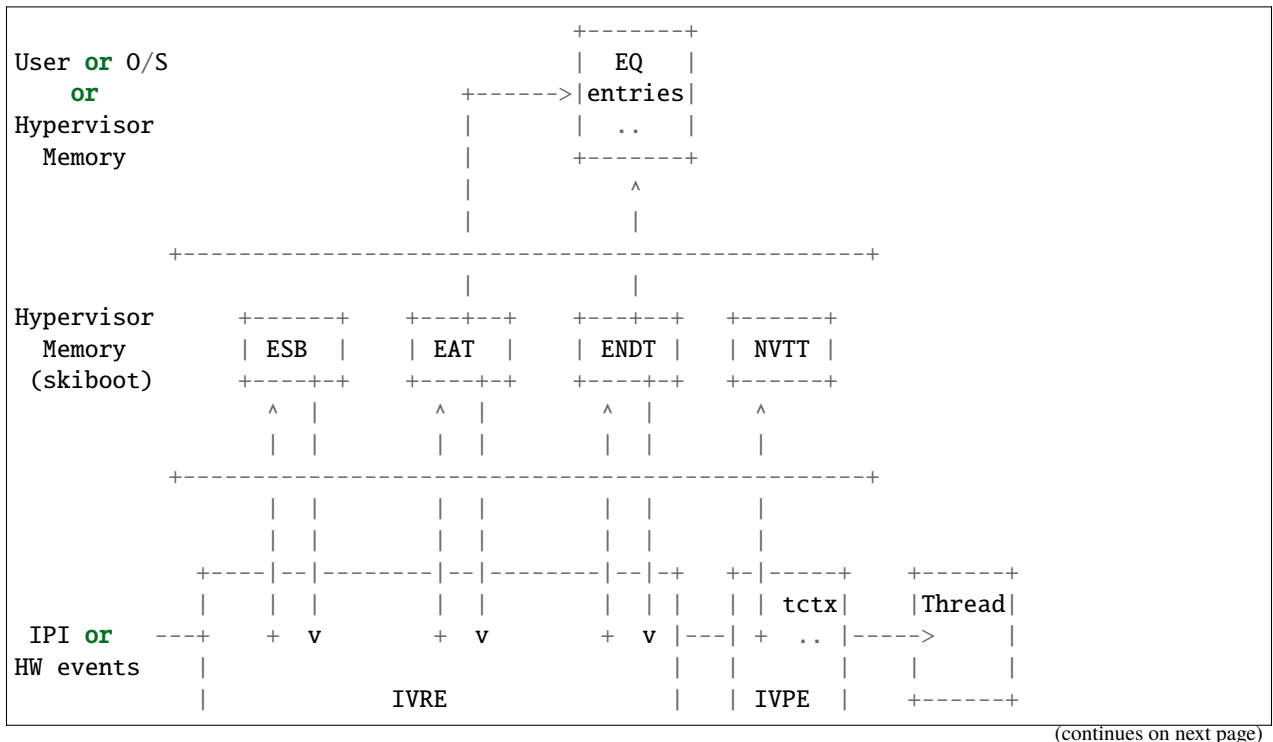 +-------+
User or O/S                             |  EQ   |
    or                          +------>|entries|
Hypervisor                      |       |  ..   |
  Memory                        |       +-------+
                                |           ^
                                |           |
           +-------------------------------------------------+
                                |           |
Hypervisor      +------+    +---+--+    +---+--+   +------+
  Memory        | ESB  |    | EAT  |    | ENDT |   | NVTT |
 (skiboot)      +----+-+    +----+-+    +----+-+   +------+
                  ^  |        ^  |        ^  |       ^
                  |  |        |  |        |  |       |
           +-------------------------------------------------+
                  |  |        |  |        |  |       |
                  |  |        |  |        |  |       |
             +----|--|--------|--|--------|--|-+   +-|-----+    +------+
             |    |  |        |  |        |  | |   | | tctx|    |Thread|
 IPI or   ---+    +  v        +  v        +  v |---| +  .. |----->     |
HW events    |                                 |   |       |    |      |
             |             IVRE                |   | IVPE  |    +------+
(continues on next page)